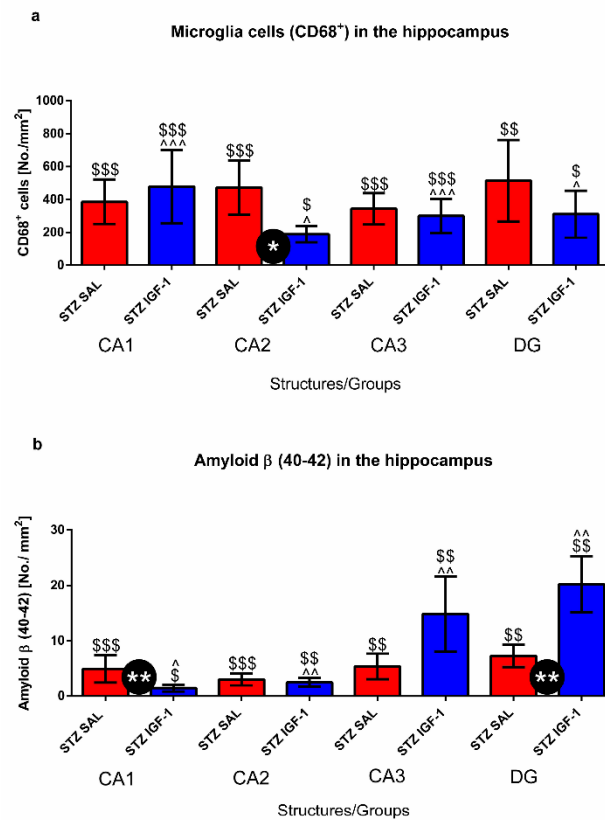 a
Microglia cells (CD68⁺) in the hippocampus
CD68⁺ cells [No./mm²]
1000
800
600
400
200
0
$$$
$$$
^^^
$$$
$
^
$$$
$$$
^^^
$$
$
^
*
STZ SAL
STZ IGF-1
STZ SAL
STZ IGF-1
STZ SAL
STZ IGF-1
STZ SAL
STZ IGF-1
CA1 CA2 CA3 DG
Structures/Groups
b
Amyloid β (40-42) in the hippocampus
Amyloid β (40-42) [No./ mm²]
30
20
10
0
$$$
^
$
$$$
$$
^^
$$
$$
^^
$$
^^
$$
**
**
STZ SAL
STZ IGF-1
STZ SAL
STZ IGF-1
STZ SAL
STZ IGF-1
STZ SAL
STZ IGF-1
CA1 CA2 CA3 DG
Structures/Groups